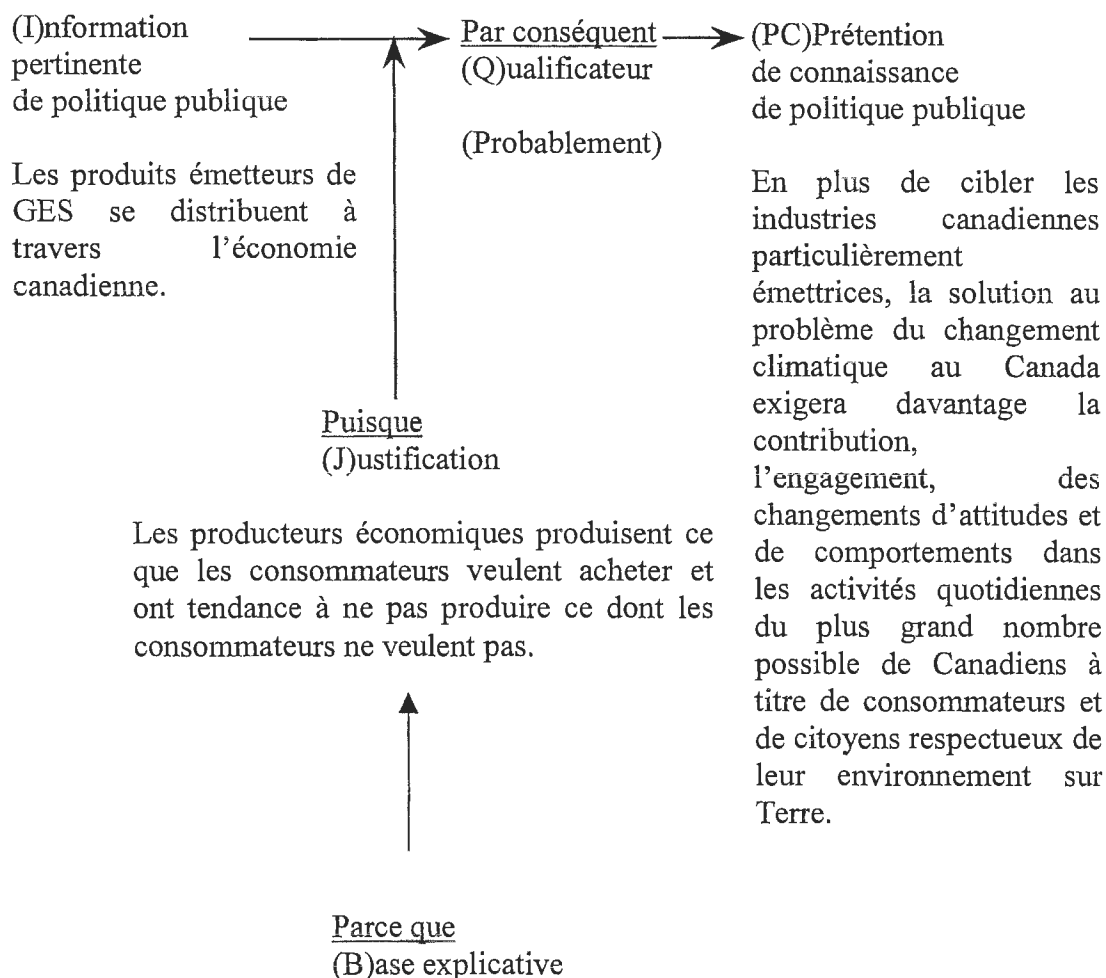 (I)nformation
pertinente
de politique publique
Les produits émetteurs de
GES se distribuent à
travers l'économie
canadienne.
Par conséquent
(Q)ualificateur
(Probablement)
(PC)Prétention
de connaissance
de politique publique
En plus de cibler les
industries canadiennes
particulièrement
émettrices, la solution au
problème du changement
climatique au Canada
exigera davantage la
contribution,
l'engagement, des
changements d'attitudes et
de comportements dans
les activités quotidiennes
du plus grand nombre
possible de Canadiens à
titre de consommateurs et
de citoyens respectueux de
leur environnement sur
Terre.
Puisque
(J)ustification
Les producteurs économiques produisent ce
que les consommateurs veulent acheter et
ont tendance à ne pas produire ce dont les
consommateurs ne veulent pas.
Parce que
(B)ase explicative